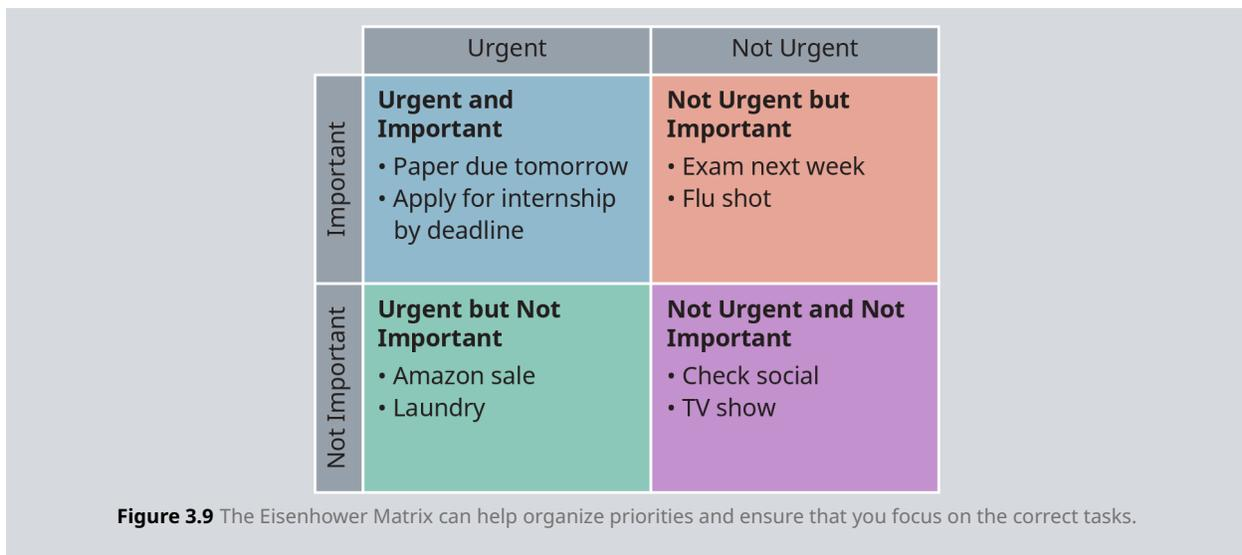 Urgent
Not Urgent
Important
Urgent and
Important
• Paper due tomorrow
• Apply for internship
by deadline
Not Urgent but
Important
• Exam next week
• Flu shot
Not Important
Urgent but Not
Important
• Amazon sale
• Laundry
Not Urgent and Not
Important
• Check social
• TV show
Figure 3.9 The Eisenhower Matrix can help organize priorities and ensure that you focus on the correct tasks.